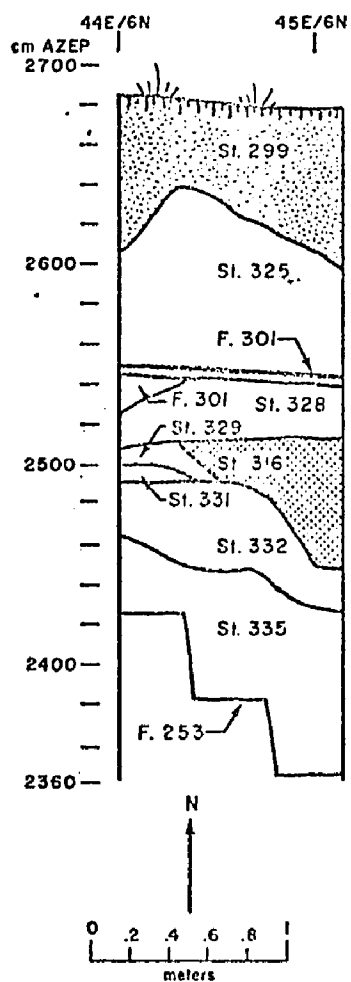 44E/6N 45E/6N
cm AZEP
2700
St. 299
2600
St. 325
F. 301
F. 301
St. 328
St. 329
2500
St. 316
St. 331
St. 332
St. 335
2400
F. 253
2360
N
0 .2 .4 .6 .8 1
meters